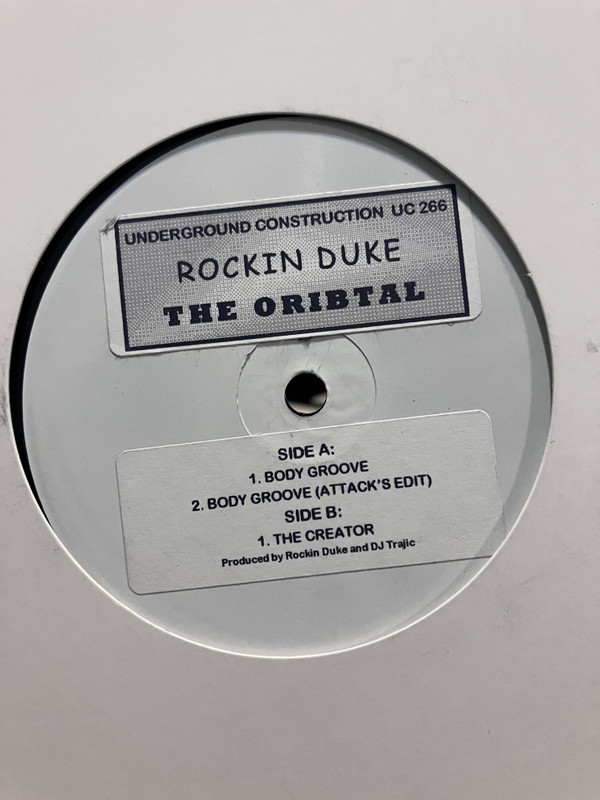 UNDERGROUND CONSTRUCTION UC 266
ROCKIN DUKE
THE ORIBTAL
SIDE A:
1. BODY GROOVE
2. BODY GROOVE (ATTACK'S EDIT)
SIDE B:
1. THE CREATOR
Produced by Rockin Duke and DJ Trajic